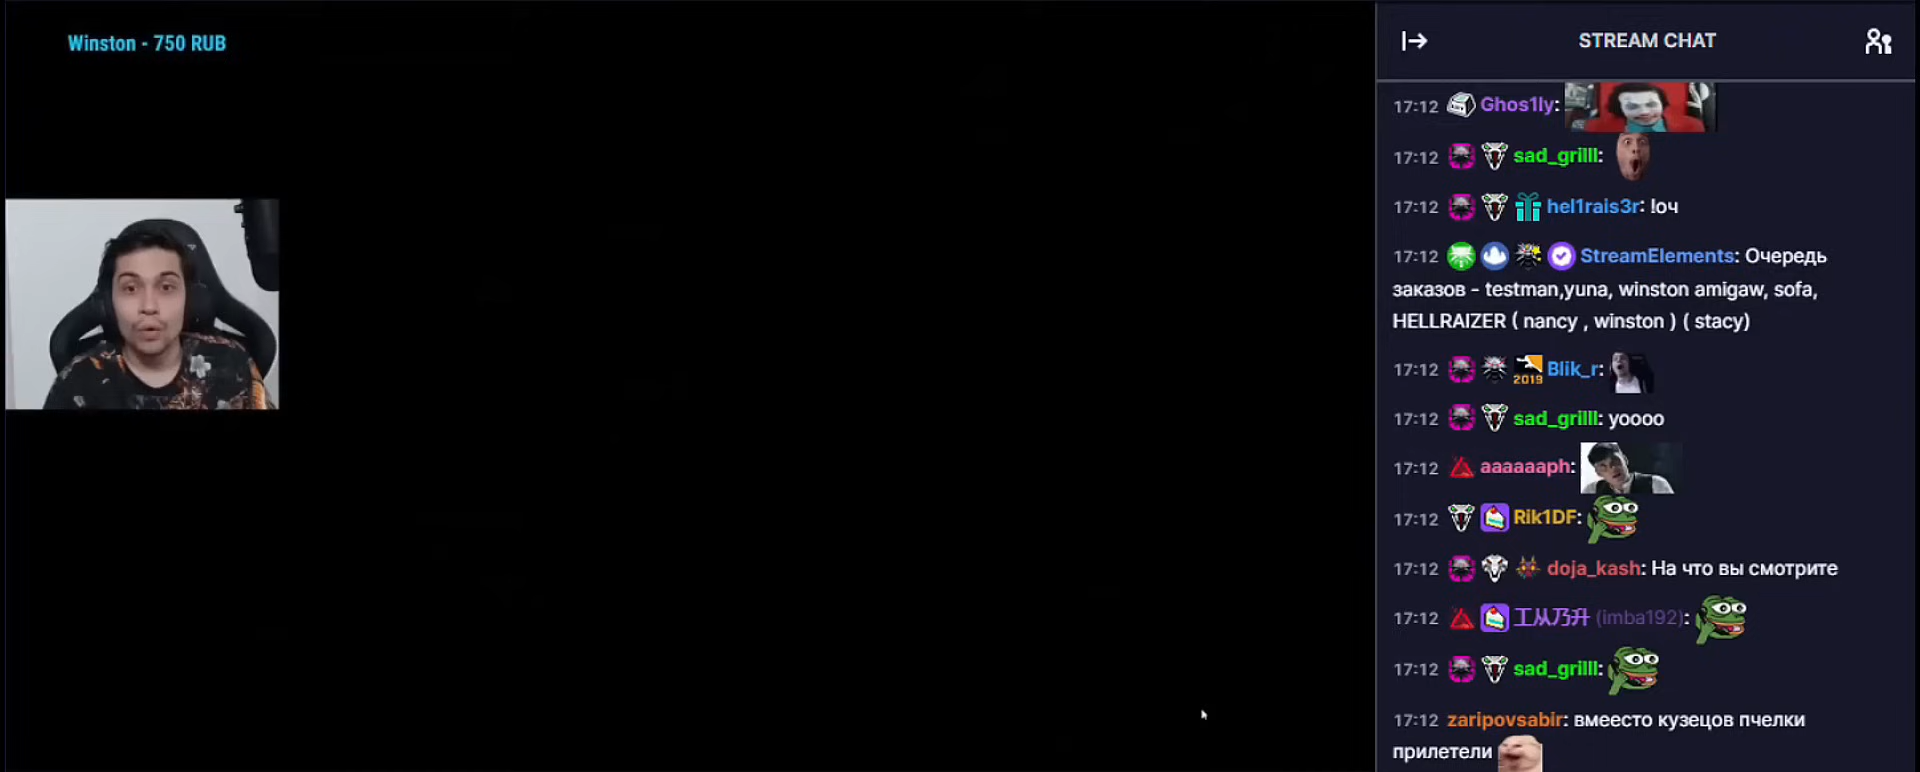 Winston - 750 RUB
STREAM CHAT
17:12 Ghos1ly:
17:12 sad_grilll:
17:12 hel1rais3r: !оч
17:12 StreamElements: Очередь
заказов - testman,yuna, winston amigaw, sofa,
HELLRAIZER ( nancy , winston ) ( stacy)
17:12 2019 Blik_r:
17:12 sad_grilll: yoooo
17:12 aaaaaaph:
17:12 Rik1DF:
17:12 doja_kash: На что вы смотрите
17:12 工从乃升 (imba192):
17:12 sad_grilll:
17:12 zaripovsabir: вмеесто кузецов пчелки
прилетели